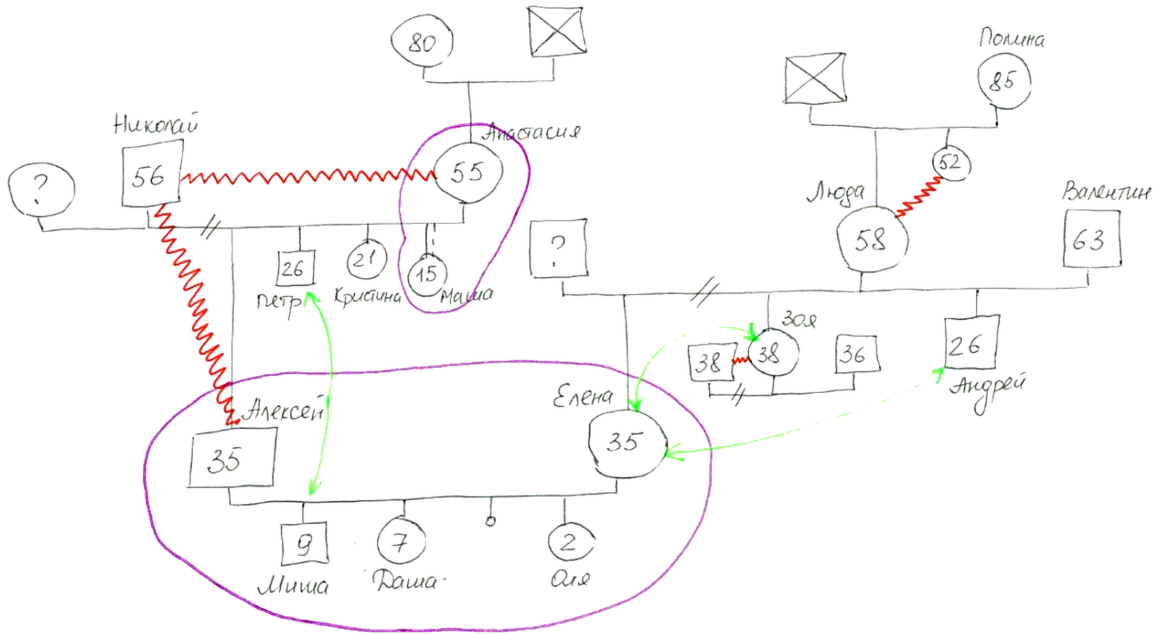 80
Полина
85
Николай
56
Анастасия
55
?
52
Люда
58
Валентин
63
?
26
Петр
21
Кристина
15
Маша
Зоя
38
38
36
26
Андрей
Алексей
35
Елена
35
9
Миша
7
Даша
2
Оля